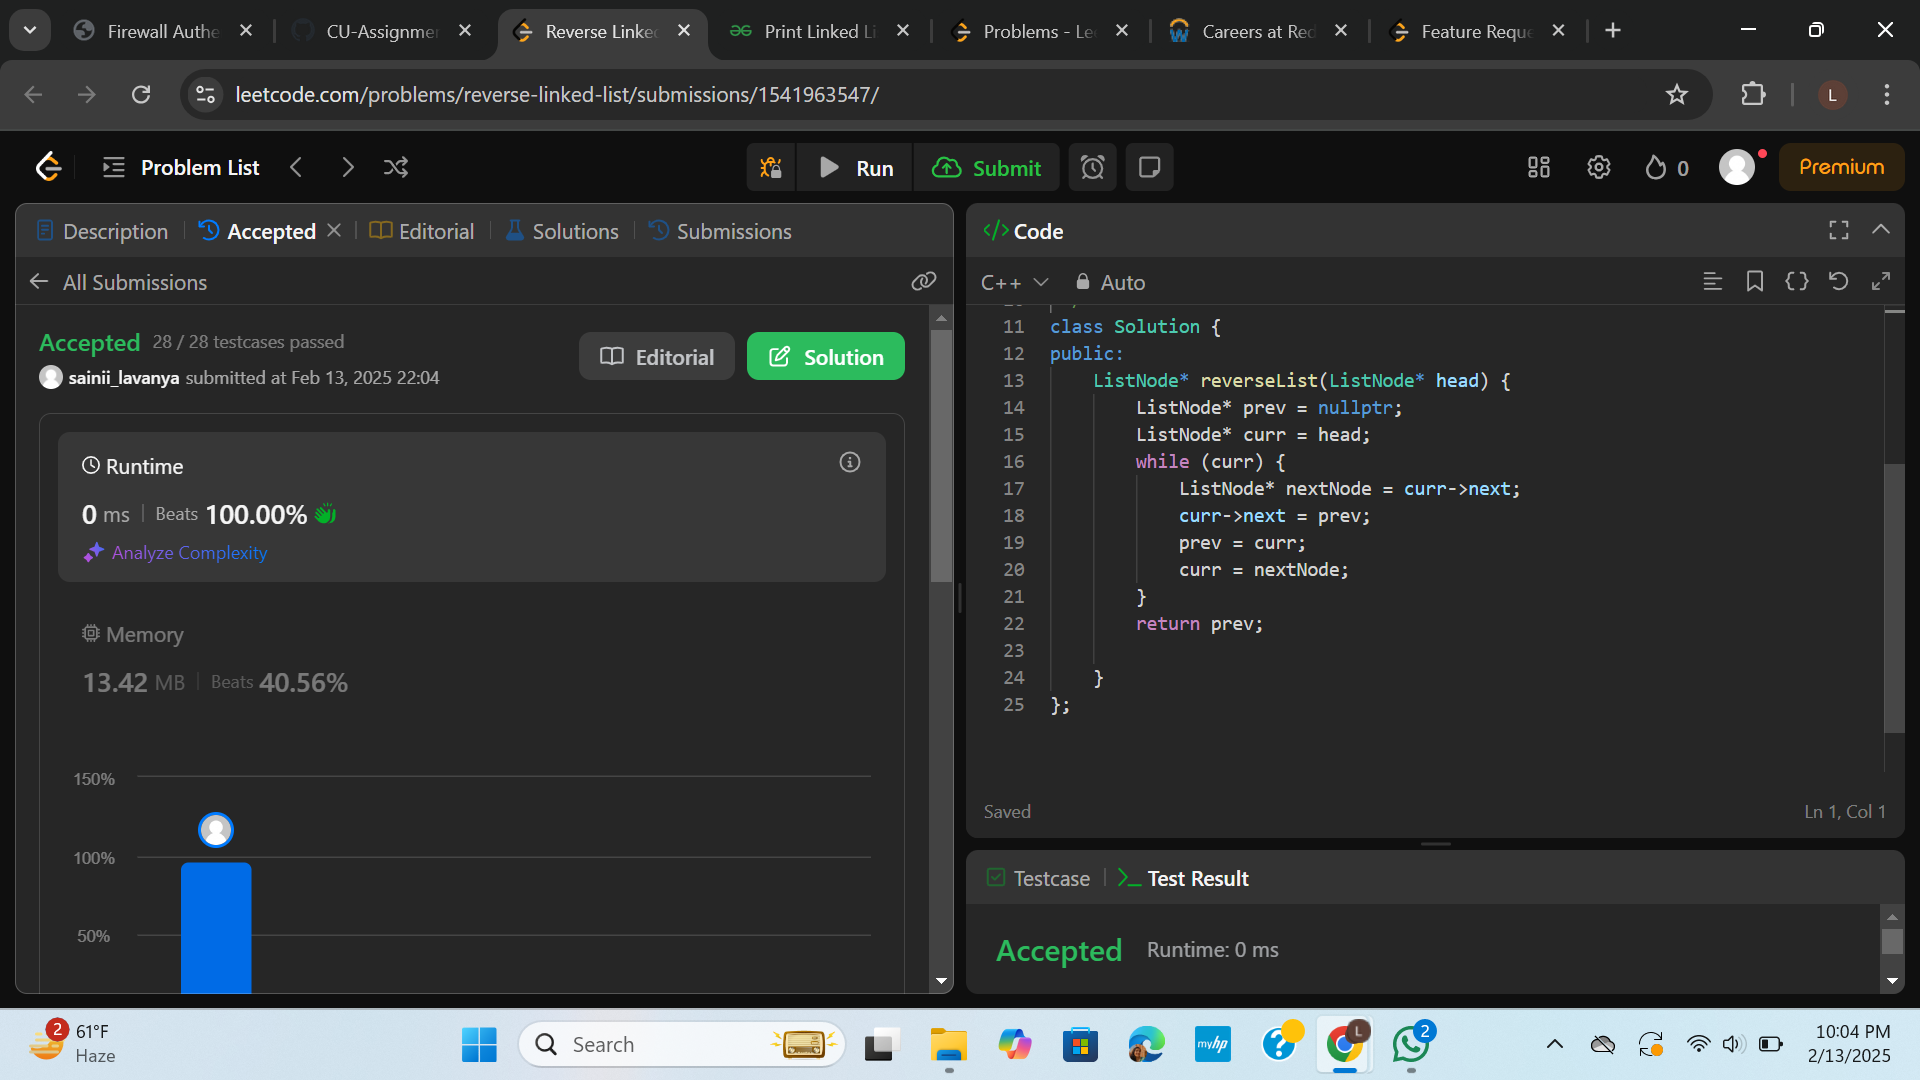 Firewall Authe
CU-Assignmer
Reverse Linked
Print Linked Li
Problems - Le
Careers at Red
Feature Reque
leetcode.com/problems/reverse-linked-list/submissions/1541963547/
L
Problem List
Run
Submit
0
Premium
Description
Accepted
Editorial
Solutions
Submissions
All Submissions
Accepted 28 / 28 testcases passed
sainii_lavanya submitted at Feb 13, 2025 22:04
Editorial
Solution
Runtime
0 ms | Beats 100.00%
Analyze Complexity
Memory
13.42 MB | Beats 40.56%
150%
100%
50%
</> Code
C++
Auto
11 class Solution {
12 public:
13 ListNode* reverseList(ListNode* head) {
14 ListNode* prev = nullptr;
15 ListNode* curr = head;
16 while (curr) {
17 ListNode* nextNode = curr->next;
18 curr->next = prev;
19 prev = curr;
20 curr = nextNode;
21 }
22 return prev;
23
24 }
25 };
Saved
Ln 1, Col 1
Testcase
Test Result
Accepted Runtime: 0 ms
2
61°F
Haze
Search
myhp
L
2
10:04 PM
2/13/2025